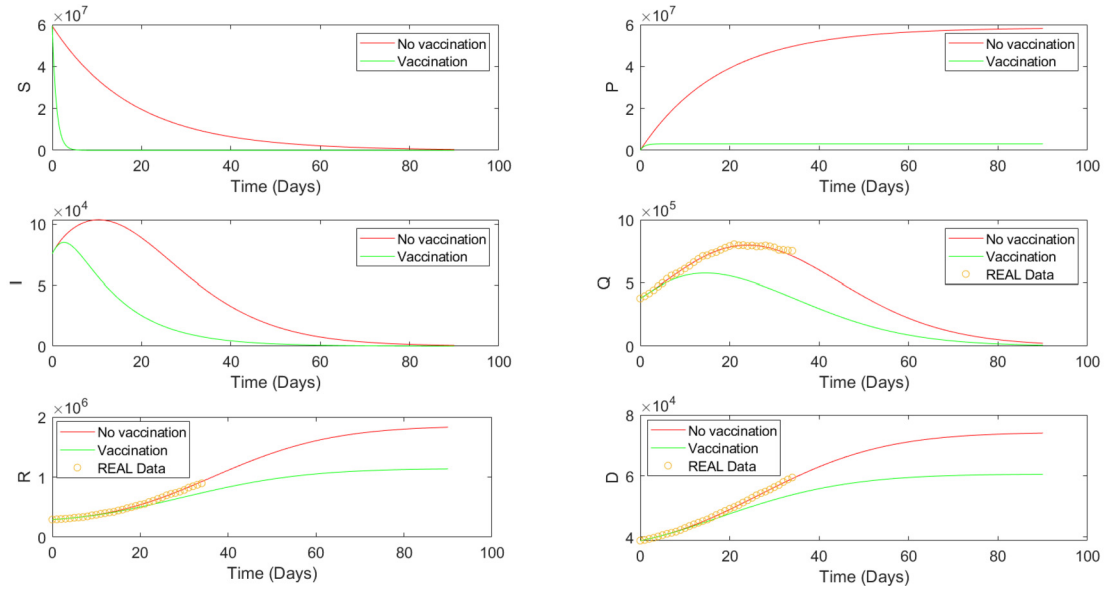 ×10⁷
6
4
2
0
S
0 20 40 60 80 100
Time (Days)
No vaccination
Vaccination
×10⁷
6
4
2
0
P
0 20 40 60 80 100
Time (Days)
No vaccination
Vaccination
×10⁴
10
5
0
I
0 20 40 60 80 100
Time (Days)
No vaccination
Vaccination
×10⁵
10
5
0
Q
0 20 40 60 80 100
Time (Days)
No vaccination
Vaccination
REAL Data
×10⁶
2
1
0
R
0 20 40 60 80 100
Time (Days)
No vaccination
Vaccination
REAL Data
×10⁴
8
6
4
D
0 20 40 60 80 100
Time (Days)
No vaccination
Vaccination
REAL Data